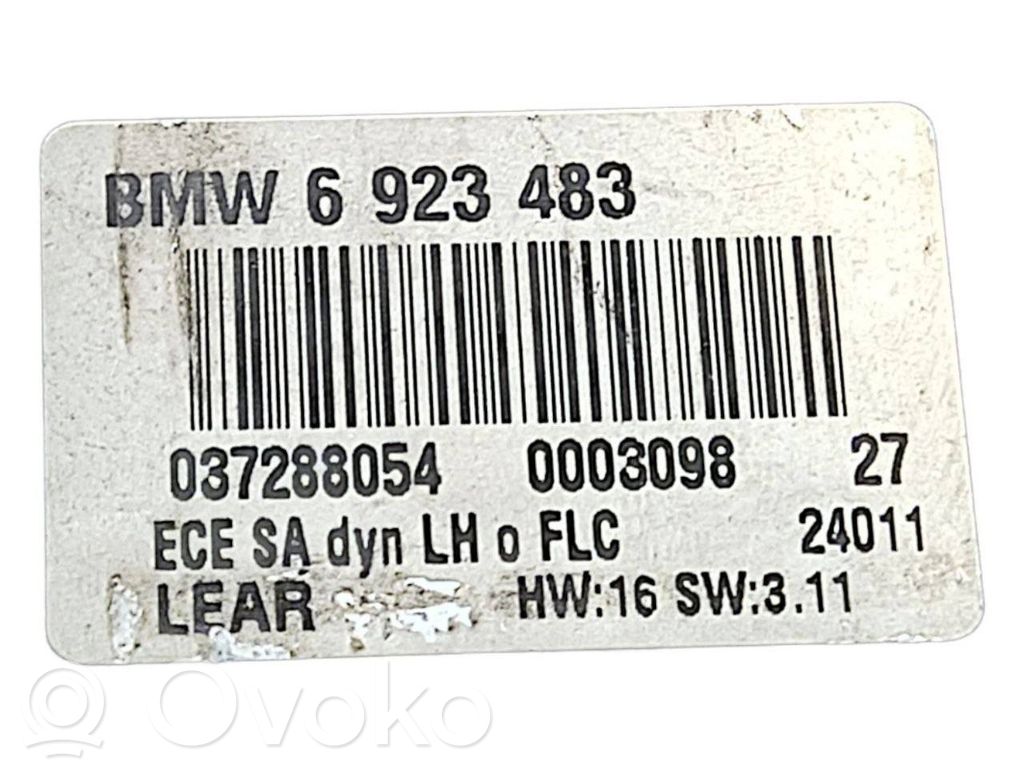 BMW 6 923 483
037288054 0003098 27
ECE SA dyn LH o FLC 24011
LEAR HW:16 SW:3.11
Ovoko